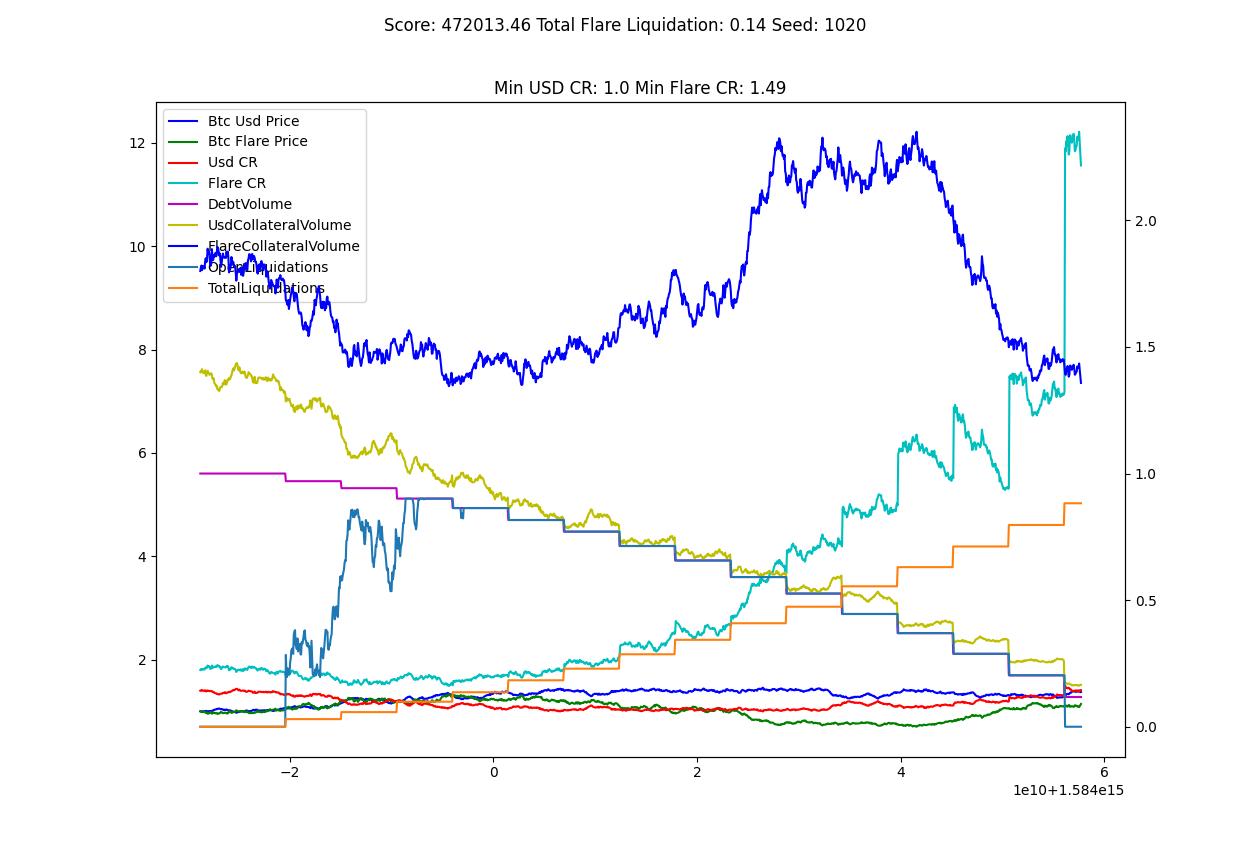 Score: 472013.46 Total Flare Liquidation: 0.14 Seed: 1020
Min USD CR: 1.0 Min Flare CR: 1.49
Btc Usd Price
Btc Flare Price
Usd CR
Flare CR
DebtVolume
UsdCollateralVolume
FlareCollateralVolume
OpenLiquidations
TotalLiquidations
12
10
8
6
4
2
2.0
1.5
1.0
0.5
0.0
−2
0
2
4
6
1e10+1.584e15